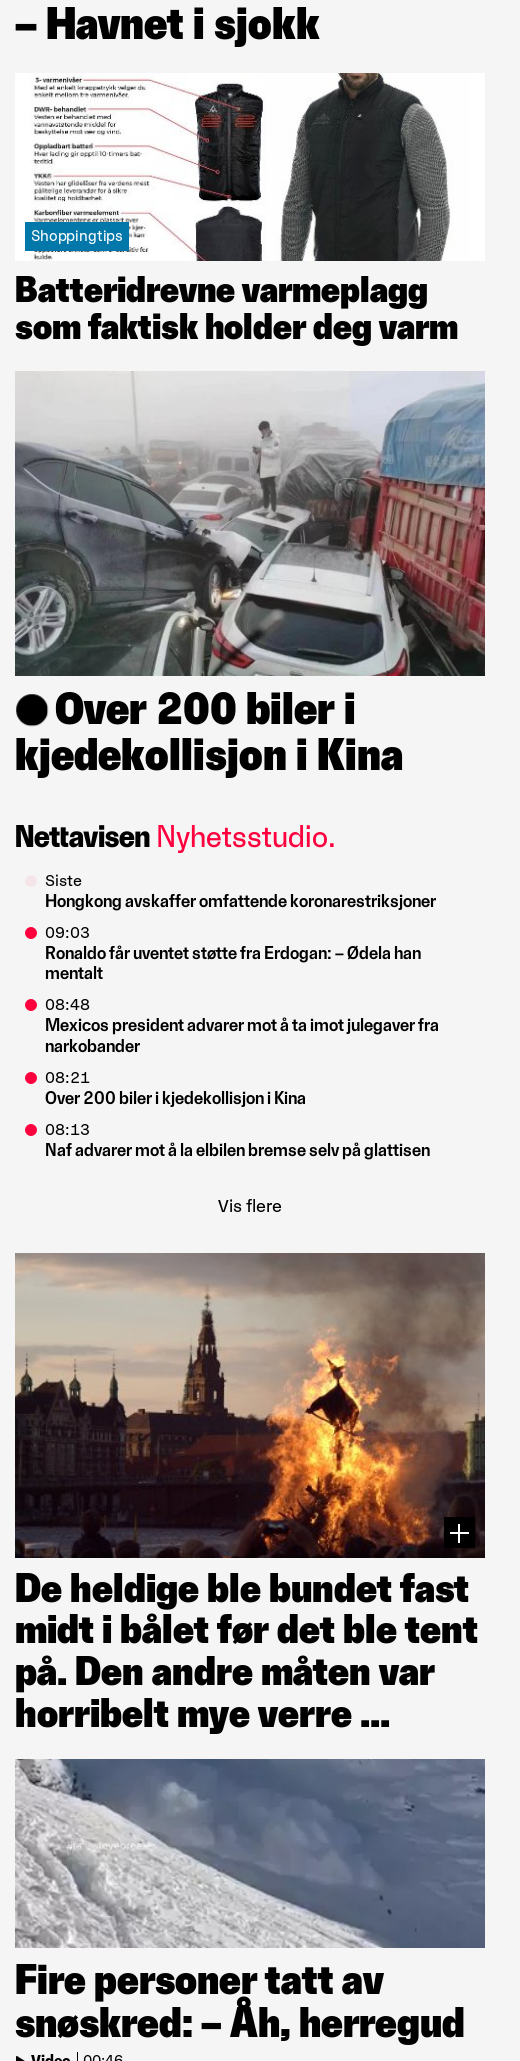 – Havnet i sjokk
3- varmenivåer
Med et enkelt knappetrykk velger du
enkelt mellom tre varmenivåer.
DWR- behandlet
Vesten er behandlet med
vannavstøtende middel for
beskyttelse mot vær og vind.
Oppladbart batteri
Hver lading gir opptil 10-timers bat-
teritid.
YKK®
Vesten har glidelåser fra verdens mest
pålitelige leverandør for å sikre
kvalitet og holdbarhet.
Karbonfiber varmeelement
Varmeelementene er plassert over
kjer-
kan
for
kulde.
Shoppingtips
Batteridrevne varmeplagg
som faktisk holder deg varm
Over 200 biler i
kjedekollisjon i Kina
Nettavisen Nyhetsstudio.
Siste
Hongkong avskaffer omfattende koronarestriksjoner
09:03
Ronaldo får uventet støtte fra Erdogan: – Ødela han
mentalt
08:48
Mexicos president advarer mot å ta imot julegaver fra
narkobander
08:21
Over 200 biler i kjedekollisjon i Kina
08:13
Naf advarer mot å la elbilen bremse selv på glattisen
Vis flere
De heldige ble bundet fast
midt i bålet før det ble tent
på. Den andre måten var
horribelt mye verre ...
Fire personer tatt av
snøskred: – Åh, herregud
Video 00:46